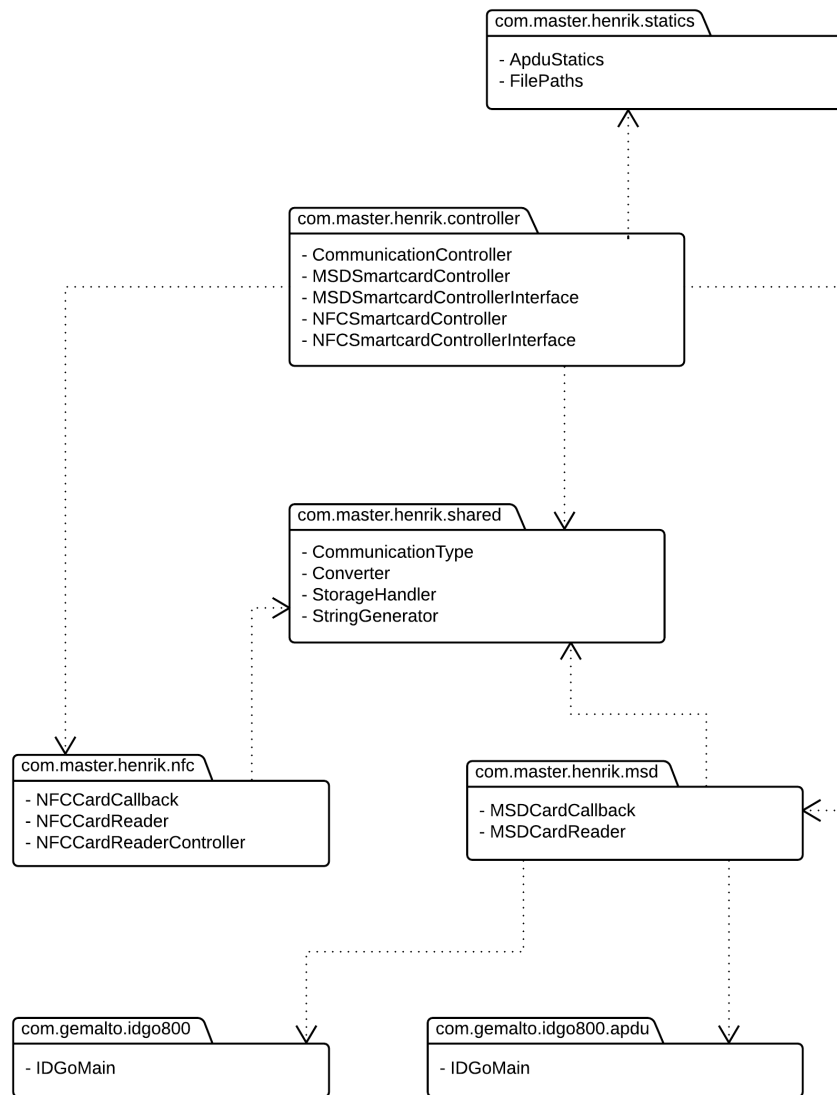 com.master.henrik.statics
- ApduStatics
- FilePaths
com.master.henrik.controller
- CommunicationController
- MSDSmartcardController
- MSDSmartcardControllerInterface
- NFCSmartcardController
- NFCSmartcardControllerInterface
com.master.henrik.shared
- CommunicationType
- Converter
- StorageHandler
- StringGenerator
com.master.henrik.nfc
- NFCCardCallback
- NFCCardReader
- NFCCardReaderController
com.master.henrik.msd
- MSDCardCallback
- MSDCardReader
com.gemalto.idgo800
- IDGoMain
com.gemalto.idgo800.apdu
- IDGoMain